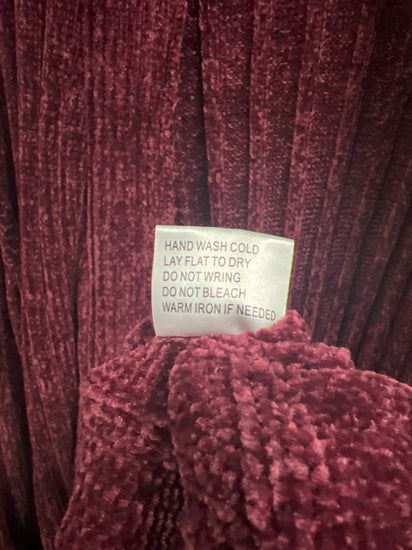 HAND WASH COLD
LAY FLAT TO DRY
DO NOT WRING
DO NOT BLEACH
WARM IRON IF NEEDED